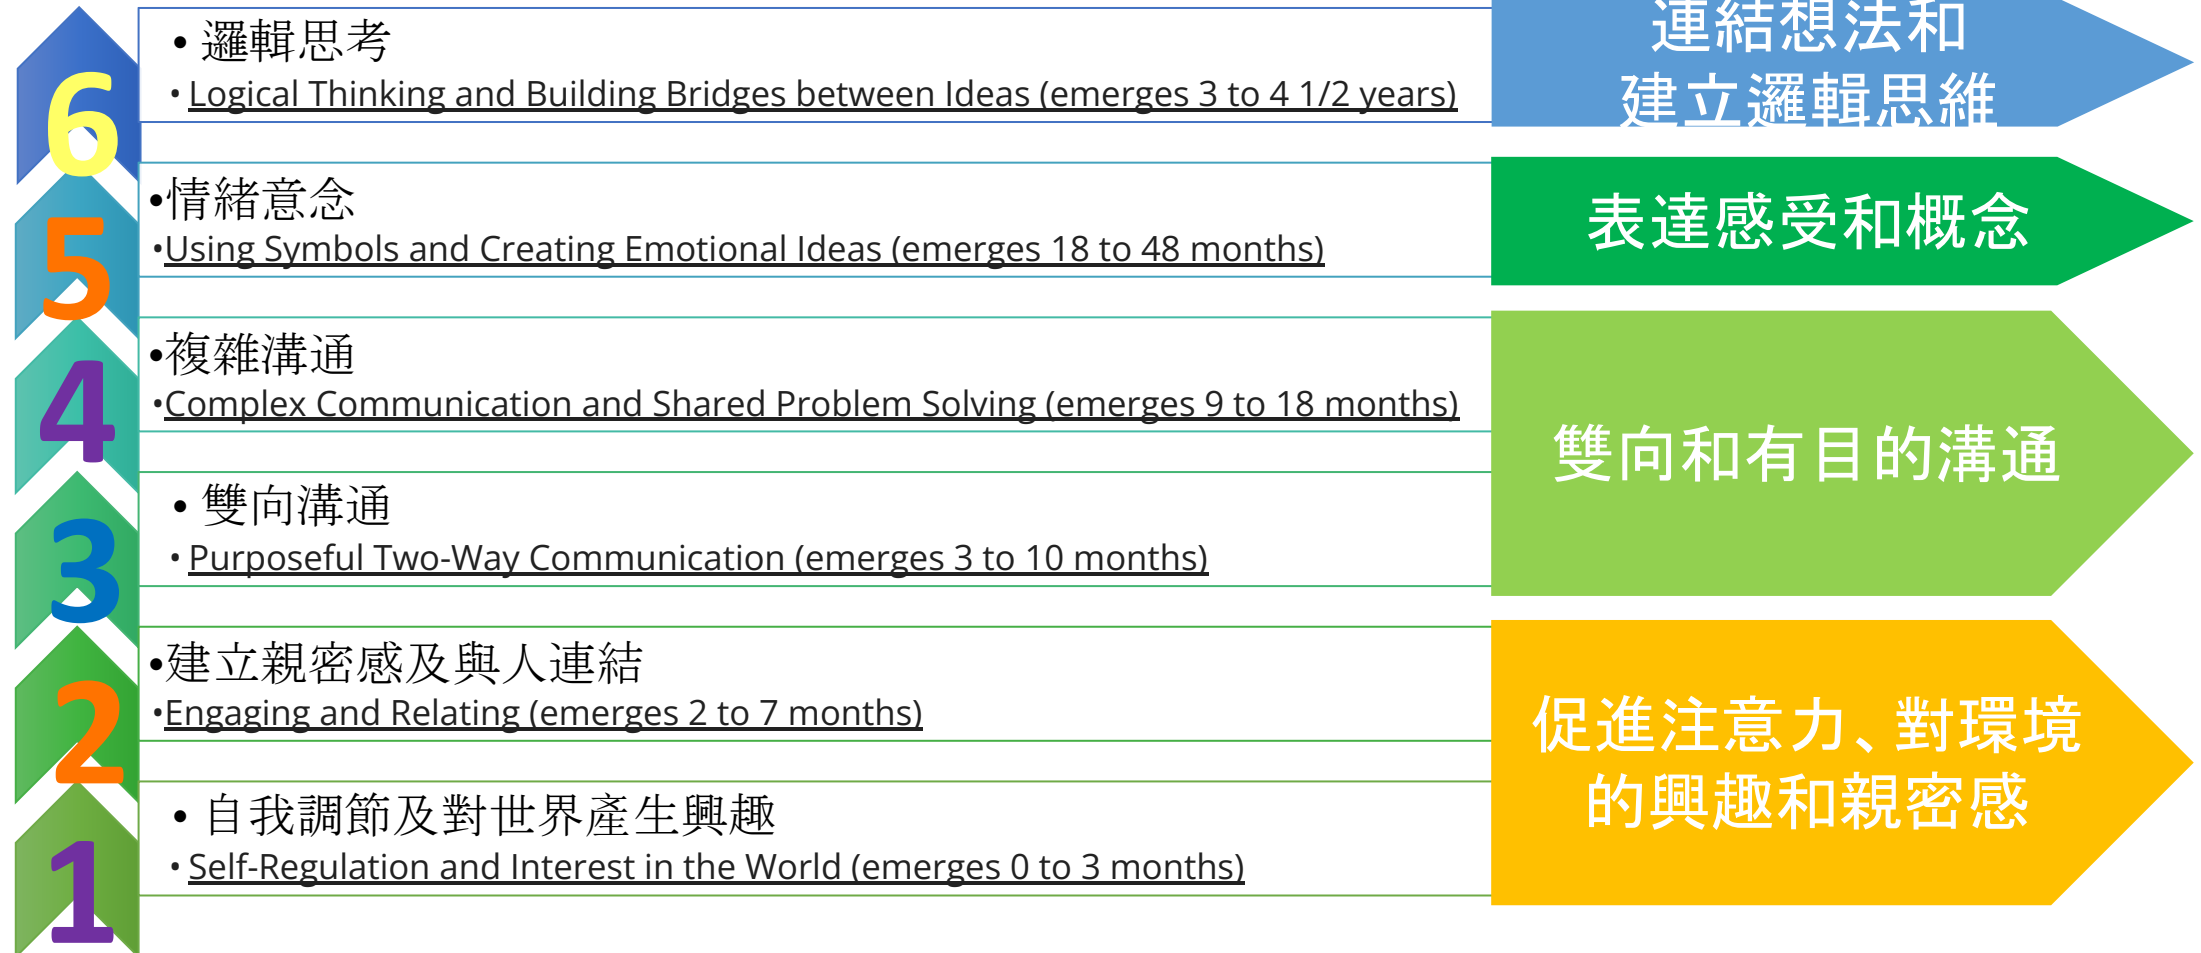 6
• 邏輯思考
• Logical Thinking and Building Bridges between Ideas (emerges 3 to 4 1/2 years)
連結想法和
建立邏輯思維
5
•情緒意念
•Using Symbols and Creating Emotional Ideas (emerges 18 to 48 months)
表達感受和概念
4
•複雜溝通
•Complex Communication and Shared Problem Solving (emerges 9 to 18 months)
3
• 雙向溝通
• Purposeful Two-Way Communication (emerges 3 to 10 months)
雙向和有目的溝通
2
•建立親密感及與人連結
•Engaging and Relating (emerges 2 to 7 months)
1
• 自我調節及對世界產生興趣
• Self-Regulation and Interest in the World (emerges 0 to 3 months)
促進注意力、對環境
的興趣和親密感